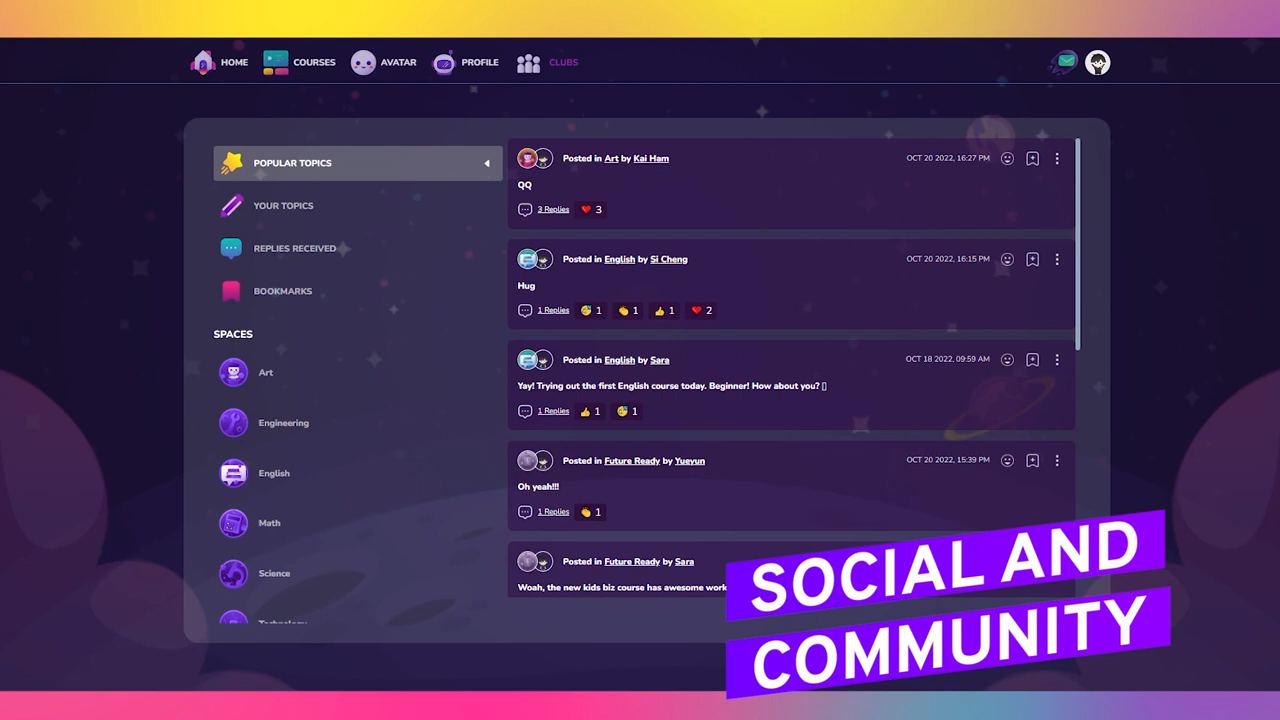 HOME COURSES AVATAR PROFILE CLUBS
POPULAR TOPICS
YOUR TOPICS
REPLIES RECEIVED
BOOKMARKS
SPACES
Art
Engineering
English
Math
Science
Technology
Posted in Art by Kai Ham OCT 20 2022, 16:27 PM
QQ
3 Replies ❤️ 3
Posted in English by Si Cheng OCT 20 2022, 16:15 PM
Hug
1 Replies 😴 1 👏 1 👍 1 ❤️ 2
Posted in English by Sara OCT 18 2022, 09:59 AM
Yay! Trying out the first English course today. Beginner! How about you? ▯
1 Replies 👍 1 😴 1
Posted in Future Ready by Yueyun OCT 20 2022, 15:39 PM
Oh yeah!!!
1 Replies 👏 1
Posted in Future Ready by Sara
Woah, the new kids biz course has awesome work
SOCIAL AND
COMMUNITY